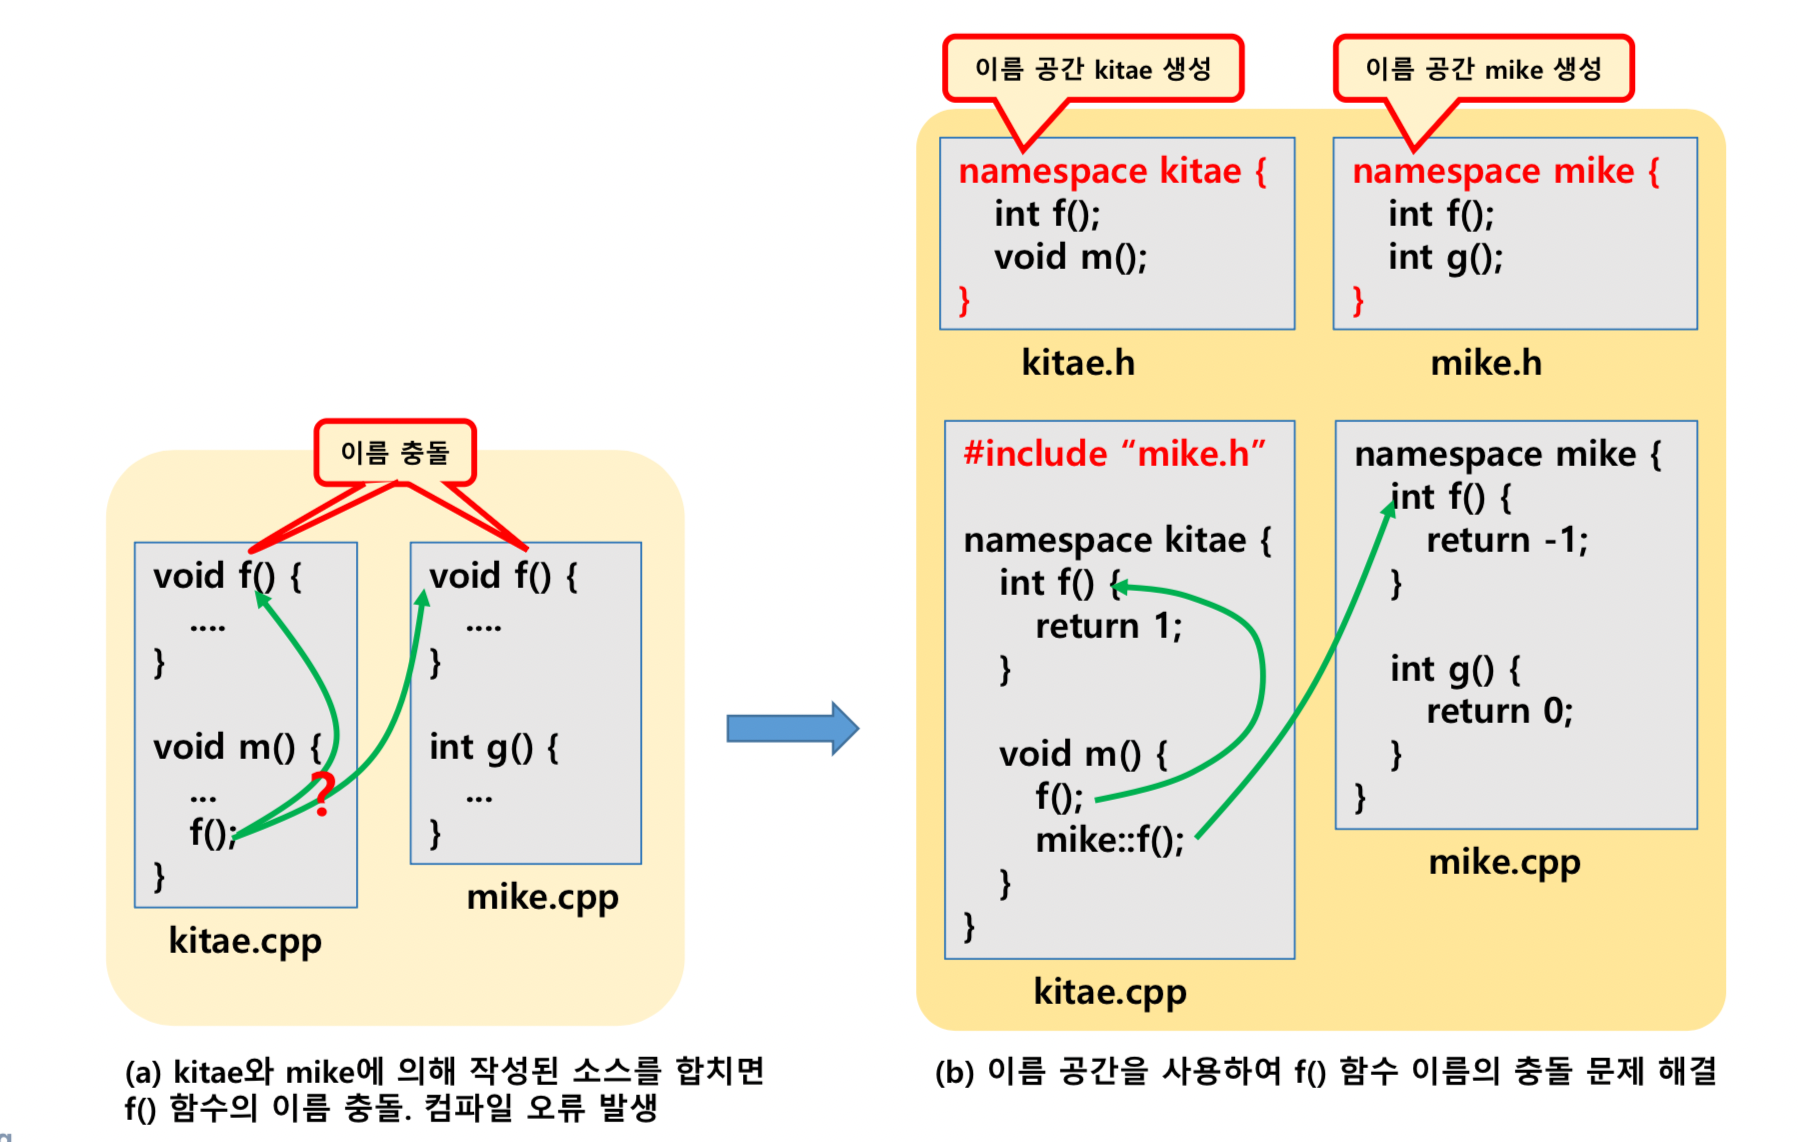 이름 충돌
void f() {
....
}
void m() {
...
f();
}
?
kitae.cpp
void f() {
....
}
int g() {
...
}
mike.cpp
(a) kitae와 mike에 의해 작성된 소스를 합치면
f() 함수의 이름 충돌. 컴파일 오류 발생
이름 공간 kitae 생성
namespace kitae {
int f();
void m();
}
kitae.h
이름 공간 mike 생성
namespace mike {
int f();
int g();
}
mike.h
#include “mike.h”
namespace kitae {
int f() {
return 1;
}
void m() {
f();
mike::f();
}
}
kitae.cpp
namespace mike {
int f() {
return -1;
}
int g() {
return 0;
}
}
mike.cpp
(b) 이름 공간을 사용하여 f() 함수 이름의 충돌 문제 해결